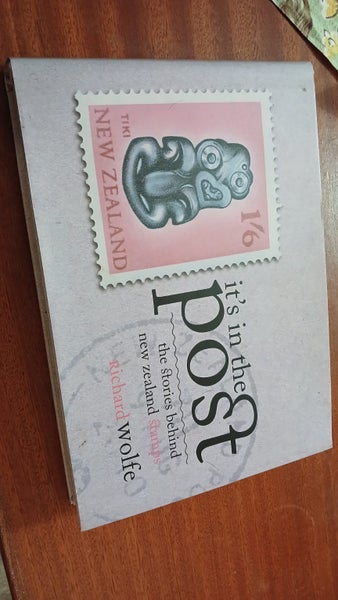 TIKI
NEW ZEALAND
1/6
it's in the
post
the stories behind
new zealand stamps
Richard Wolfe